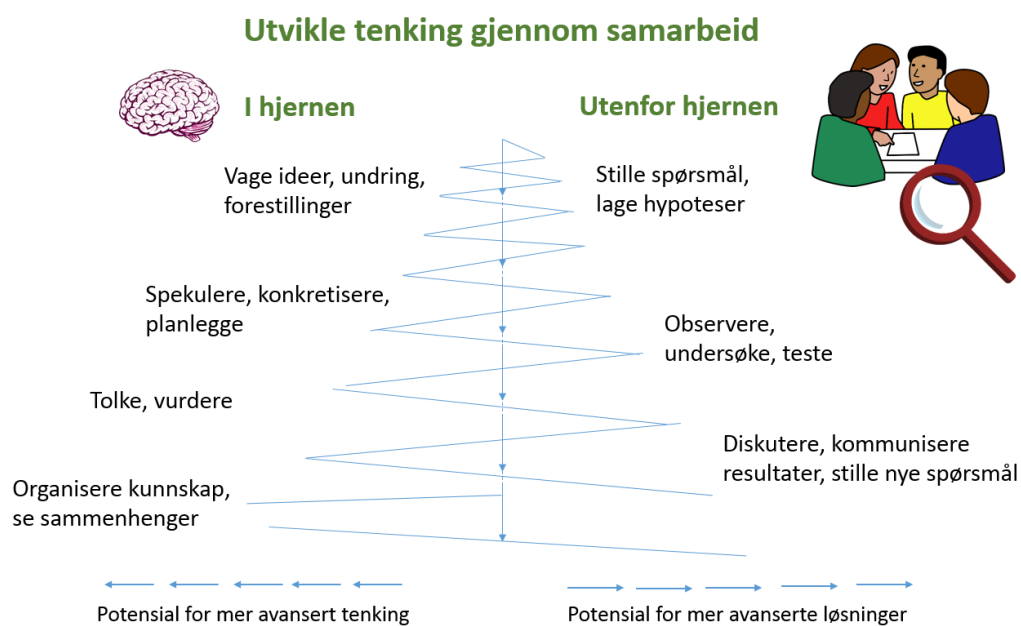 Utvikle tenking gjennom samarbeid
I hjernen
Utenfor hjernen
Vage ideer, undring,
forestillinger
Stille spørsmål,
lage hypoteser
Spekulere, konkretisere,
planlegge
Observere,
undersøke, teste
Tolke, vurdere
Diskutere, kommunisere
resultater, stille nye spørsmål
Organisere kunnskap,
se sammenhenger
Potensial for mer avansert tenking
Potensial for mer avanserte løsninger